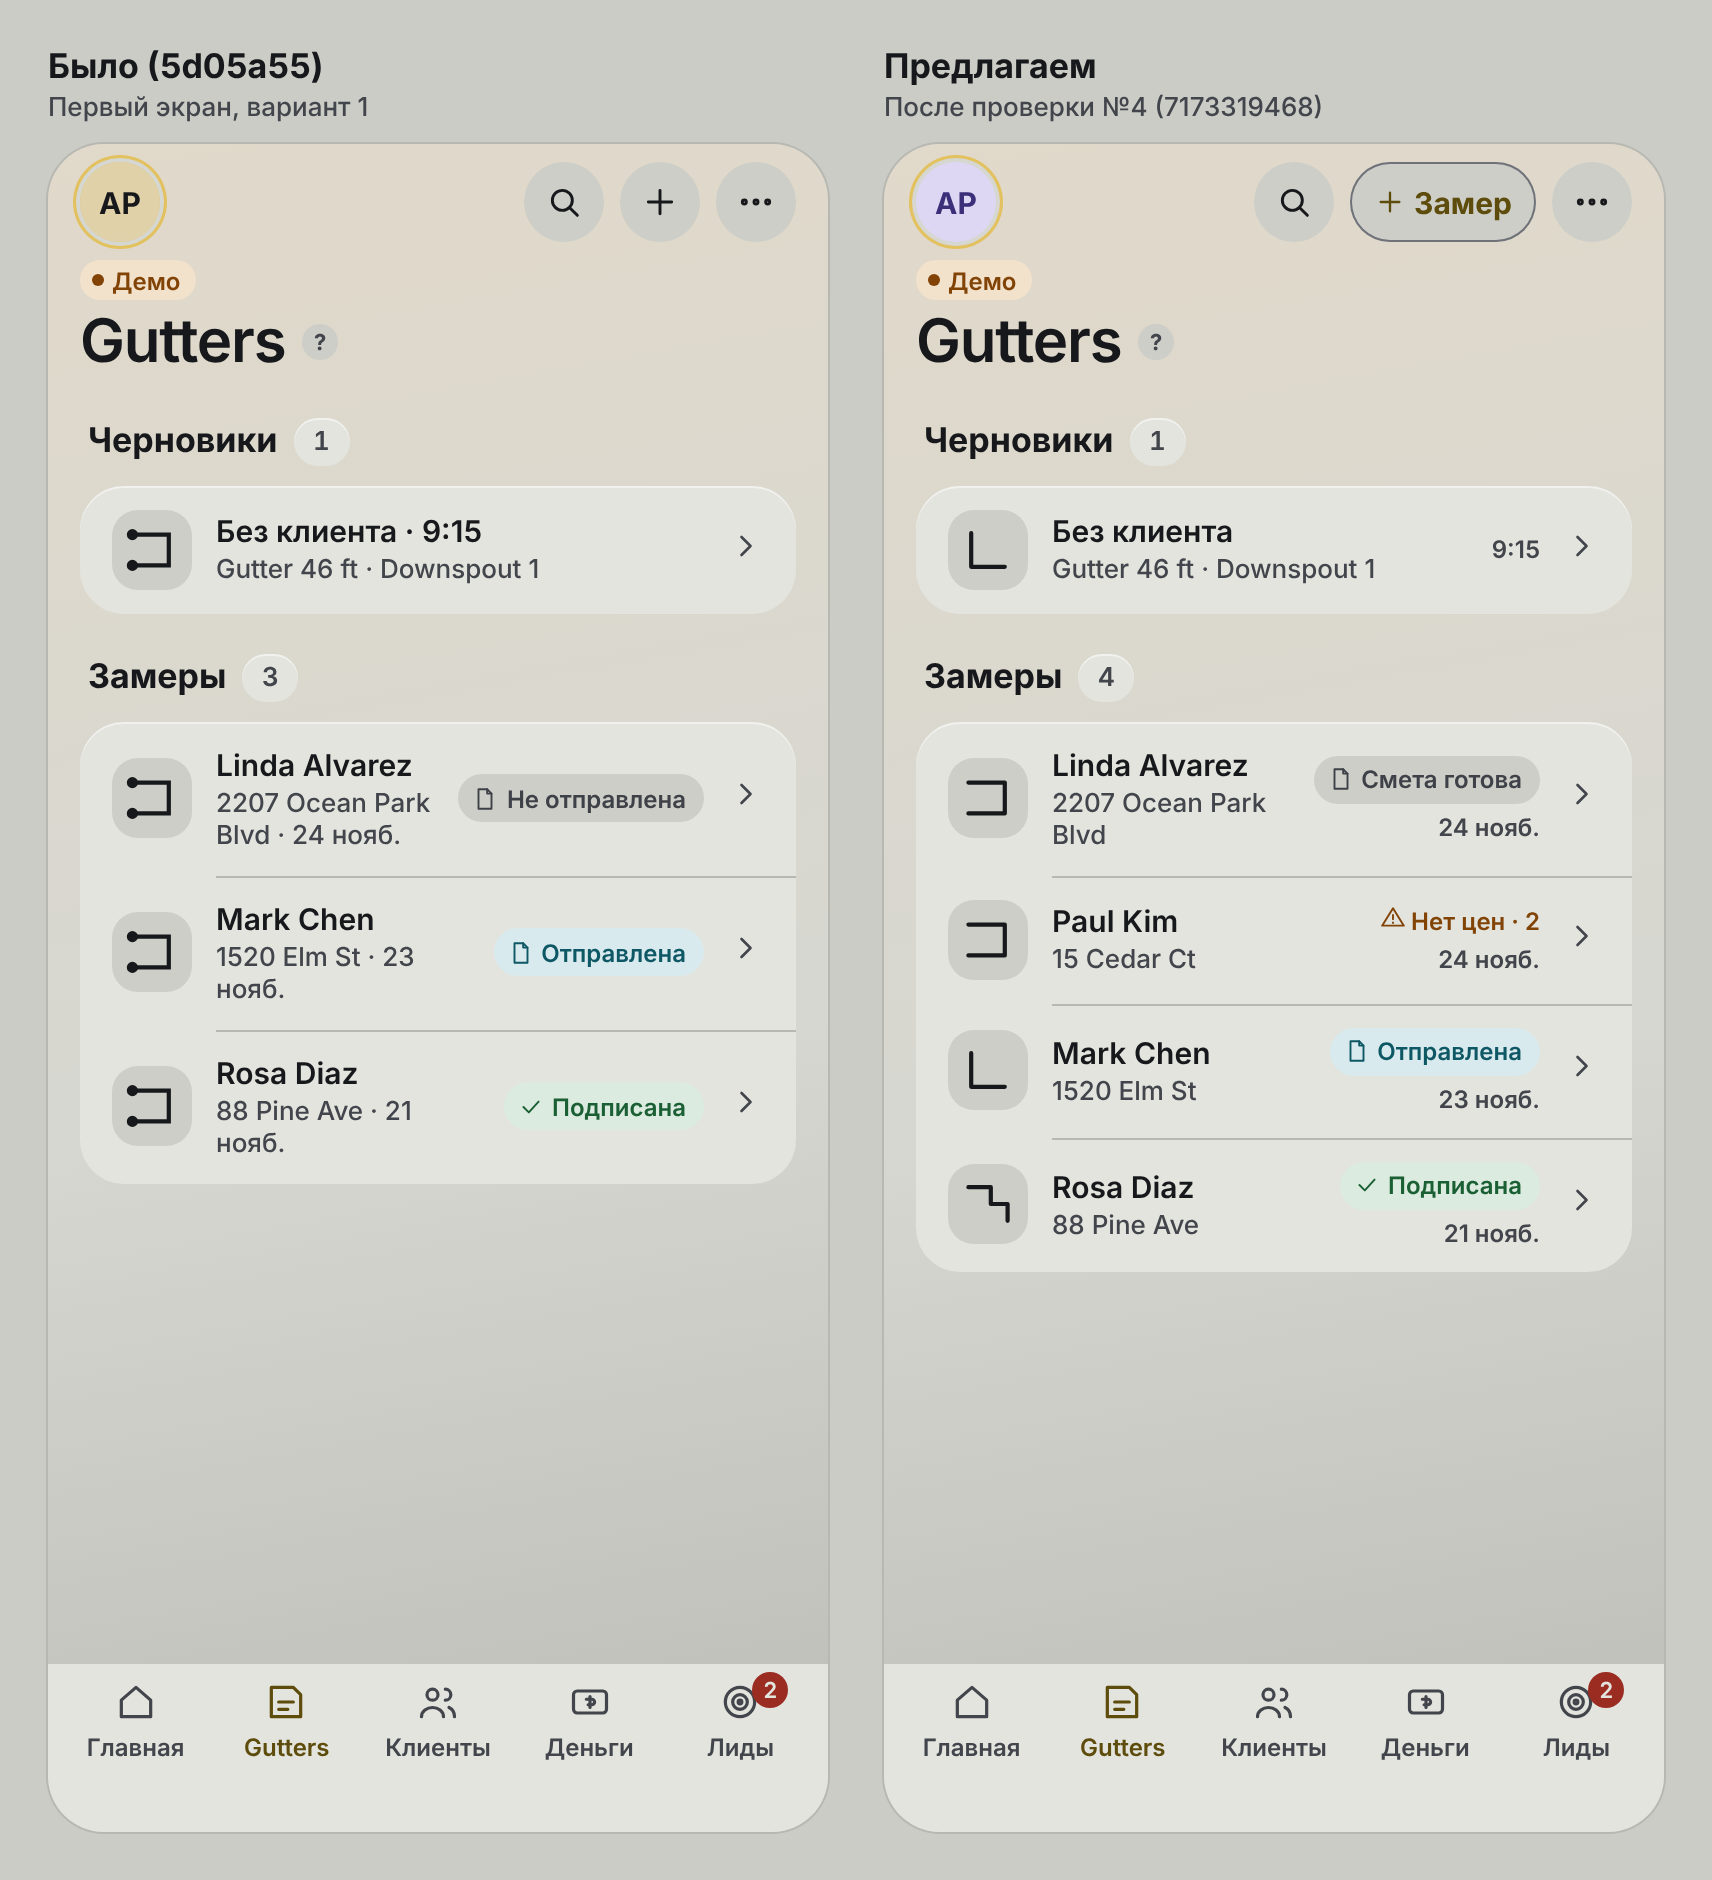 Было (5d05a55)
Первый экран, вариант 1
AP
Демо
Gutters ?
Черновики 1
Без клиента · 9:15
Gutter 46 ft · Downspout 1
Замеры 3
Linda Alvarez
2207 Ocean Park
Blvd · 24 нояб.
Не отправлена
Mark Chen
1520 Elm St · 23
нояб.
Отправлена
Rosa Diaz
88 Pine Ave · 21
нояб.
Подписана
Главная
Gutters
Клиенты
Деньги
Лиды
2
Предлагаем
После проверки №4 (7173319468)
AP
+ Замер
Демо
Gutters ?
Черновики 1
Без клиента
Gutter 46 ft · Downspout 1
9:15
Замеры 4
Linda Alvarez
2207 Ocean Park
Blvd
Смета готова
24 нояб.
Paul Kim
15 Cedar Ct
Нет цен · 2
24 нояб.
Mark Chen
1520 Elm St
Отправлена
23 нояб.
Rosa Diaz
88 Pine Ave
Подписана
21 нояб.
Главная
Gutters
Клиенты
Деньги
Лиды
2